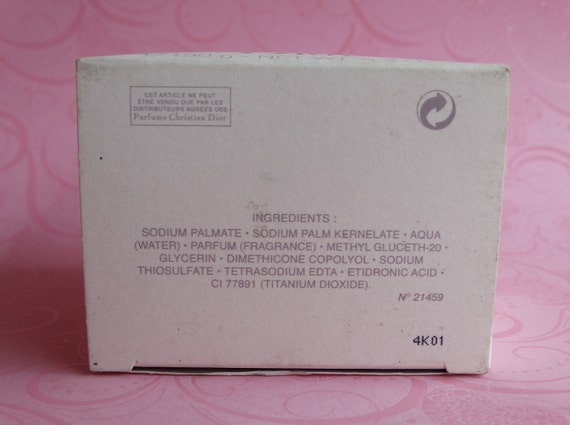 CET ARTICLE NE PEUT
ÊTRE VENDU QUE PAR LES
DISTRIBUTEURS AGRÉÉS DES
Parfums Christian Dior
INGREDIENTS :
SODIUM PALMATE • SODIUM PALM KERNELATE • AQUA
(WATER) • PARFUM (FRAGRANCE) • METHYL GLUCETH-20 •
GLYCERIN • DIMETHICONE COPOLYOL • SODIUM
THIOSULFATE • TETRASODIUM EDTA • ETIDRONIC ACID •
CI 77891 (TITANIUM DIOXIDE).
N° 21459
4K01